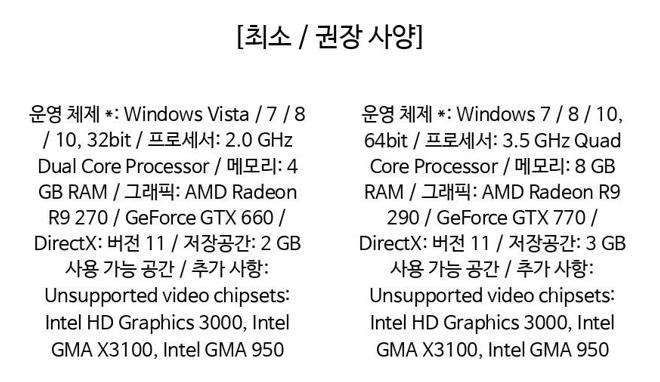 [최소 / 권장 사양]
운영 체제 *: Windows Vista / 7 / 8
/ 10, 32bit / 프로세서: 2.0 GHz
Dual Core Processor / 메모리: 4
GB RAM / 그래픽: AMD Radeon
R9 270 / GeForce GTX 660 /
DirectX: 버전 11 / 저장공간: 2 GB
사용 가능 공간 / 추가 사항:
Unsupported video chipsets:
Intel HD Graphics 3000, Intel
GMA X3100, Intel GMA 950
운영 체제 *: Windows 7 / 8 / 10,
64bit / 프로세서: 3.5 GHz Quad
Core Processor / 메모리: 8 GB
RAM / 그래픽: AMD Radeon R9
290 / GeForce GTX 770 /
DirectX: 버전 11 / 저장공간: 3 GB
사용 가능 공간 / 추가 사항:
Unsupported video chipsets:
Intel HD Graphics 3000, Intel
GMA X3100, Intel GMA 950